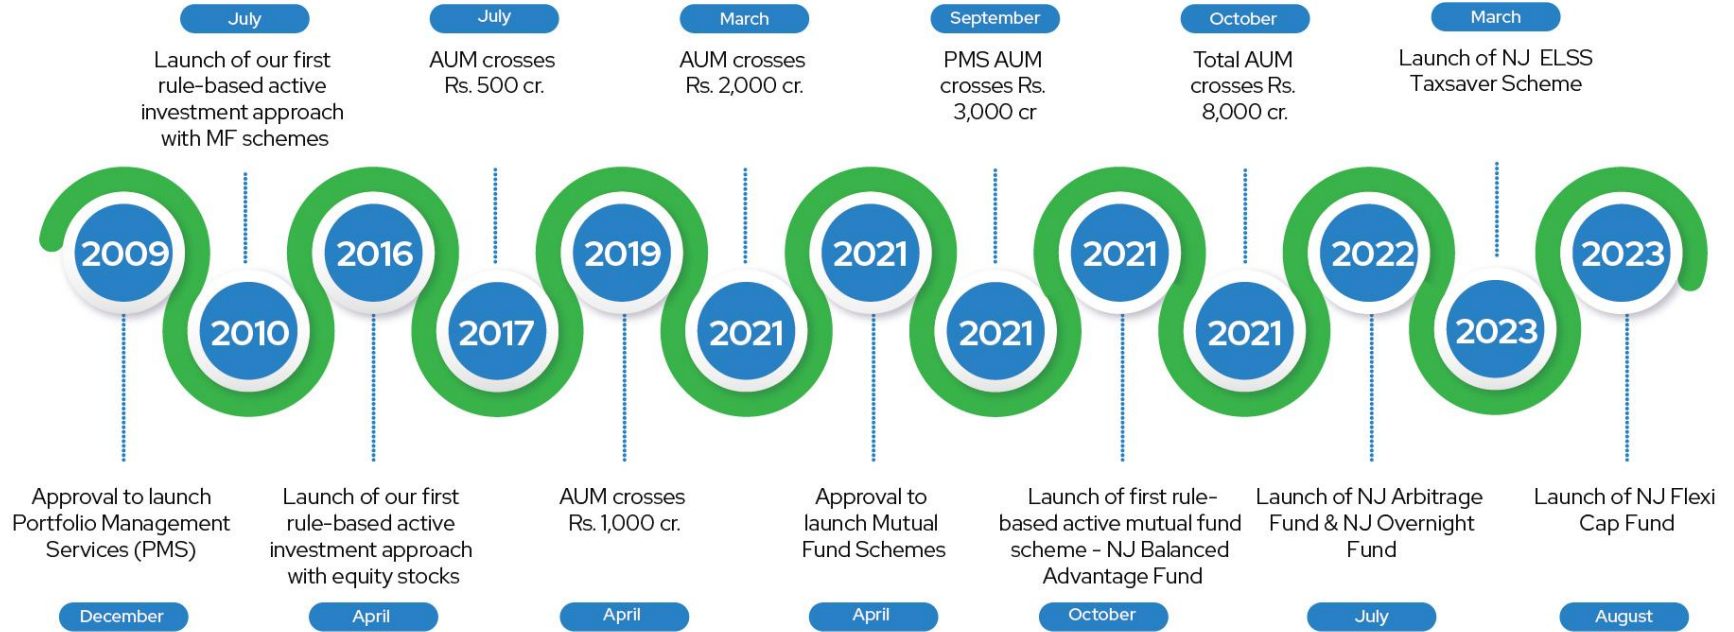 July
Launch of our first
rule-based active
investment approach
with MF schemes
July
AUM crosses
Rs. 500 cr.
March
AUM crosses
Rs. 2,000 cr.
September
PMS AUM
crosses Rs.
3,000 cr
October
Total AUM
crosses Rs.
8,000 cr.
March
Launch of NJ ELSS
Taxsaver Scheme
2009
2010
2016
2017
2019
2021
2021
2021
2021
2021
2022
2023
2023
Approval to launch
Portfolio Management
Services (PMS)
December
Launch of our first
rule-based active
investment approach
with equity stocks
April
AUM crosses
Rs. 1,000 cr.
April
Approval to
launch Mutual
Fund Schemes
April
Launch of first rule-
based active mutual fund
scheme - NJ Balanced
Advantage Fund
October
Launch of NJ Arbitrage
Fund & NJ Overnight
Fund
July
Launch of NJ Flexi
Cap Fund
August